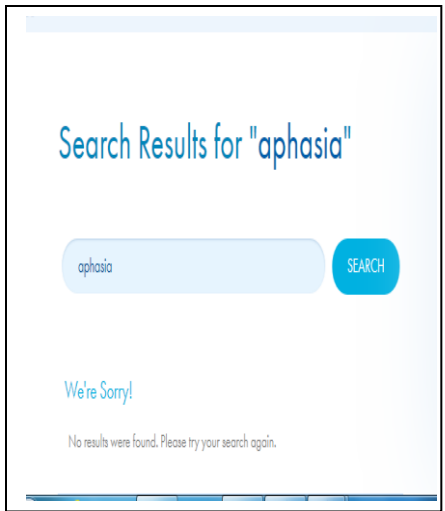 Search Results for "aphasia"
aphasia SEARCH
We're Sorry!
No results were found. Please try your search again.